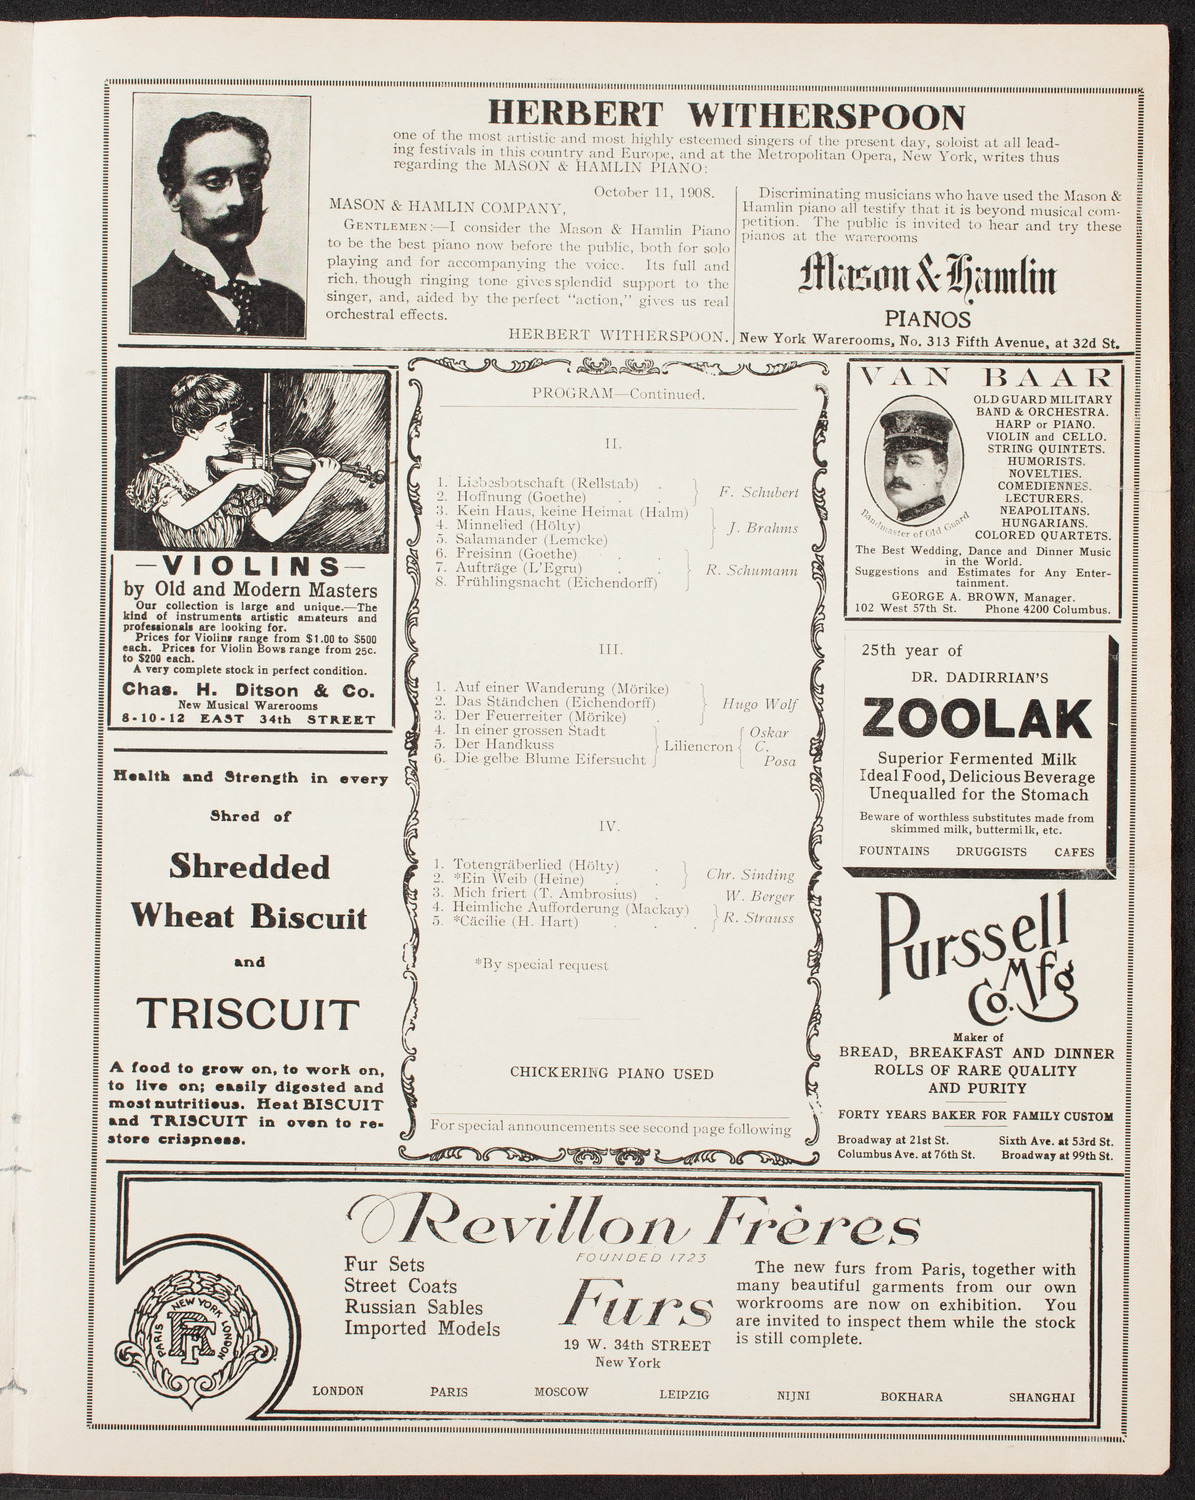 HERBERT WITHERSPOON
one of the most artistic and most highly esteemed singers of the present day, soloist at all lead-
ing festivals in this country and Europe, and at the Metropolitan Opera, New York, writes thus
regarding the MASON & HAMLIN PIANO:
October 11, 1908.
MASON & HAMLIN COMPANY,
GENTLEMEN:—I consider the Mason & Hamlin Piano
to be the best piano now before the public, both for solo
playing and for accompanying the voice. Its full and
rich, though ringing tone gives splendid support to the
singer, and, aided by the perfect "action," gives us real
orchestral effects.
HERBERT WITHERSPOON.
Discriminating musicians who have used the Mason &
Hamlin piano all testify that it is beyond musical com-
petition. The public is invited to hear and try these
pianos at the warerooms
Mason & Hamlin
PIANOS
New York Warerooms, No. 313 Fifth Avenue, at 32d St.
—VIOLINS—
by Old and Modern Masters
Our collection is large and unique.—The
kind of instruments artistic amateurs and
professionals are looking for.
Prices for Violins range from $1.00 to $500
each. Prices for Violin Bows range from 25c.
to $200 each.
A very complete stock in perfect condition.
Chas. H. Ditson & Co.
New Musical Warerooms
8-10-12 EAST 34th STREET
Health and Strength in every
Shred of
Shredded
Wheat Biscuit
and
TRISCUIT
A food to grow on, to work on,
to live on; easily digested and
most nutritious. Heat BISCUIT
and TRISCUIT in oven to re-
store crispness.
PROGRAM—Continued.
II.
1. Liebesbotschaft (Rellstab) .
2. Hoffnung (Goethe) . .
F. Schubert
3. Kein Haus, keine Heimat (Halm)
4. Minnelied (Hölty)
5. Salamander (Lemcke)
J. Brahms
6. Freisinn (Goethe) . .
7. Aufträge (L'Egru) . .
8. Frühlingsnacht (Eichendorff)
R. Schumann
III.
1. Auf einer Wanderung (Mörike)
2. Das Ständchen (Eichendorff)
3. Der Feuerreiter (Mörike) .
Hugo Wolf
4. In einer grossen Stadt
5. Der Handkuss
6. Die gelbe Blume Eifersucht
Liliencron
Oskar
C.
Posa
IV.
1. Totengräberlied (Hölty) .
2. *Ein Weib (Heine) . .
Chr. Sinding
3. Mich friert (T. Ambrosius) . W. Berger
4. Heimliche Aufforderung (Mackay)
5. *Cäcilie (H. Hart) . . .
R. Strauss
*By special request
CHICKERING PIANO USED
For special announcements see second page following
VAN BAAR
Bandmaster of Old Guard
OLD GUARD MILITARY
BAND & ORCHESTRA.
HARP or PIANO.
VIOLIN and CELLO.
STRING QUINTETS.
HUMORISTS.
NOVELTIES.
COMEDIENNES.
LECTURERS.
NEAPOLITANS.
HUNGARIANS.
COLORED QUARTETS.
The Best Wedding, Dance and Dinner Music
in the World.
Suggestions and Estimates for Any Enter-
tainment.
GEORGE A. BROWN, Manager.
102 West 57th St. Phone 4200 Columbus.
25th year of
DR. DADIRRIAN'S
ZOOLAK
Superior Fermented Milk
Ideal Food, Delicious Beverage
Unequalled for the Stomach
Beware of worthless substitutes made from
skimmed milk, buttermilk, etc.
FOUNTAINS DRUGGISTS CAFES
Purssell
Mfg
Co.
Maker of
BREAD, BREAKFAST AND DINNER
ROLLS OF RARE QUALITY
AND PURITY
FORTY YEARS BAKER FOR FAMILY CUSTOM
Broadway at 21st St. Sixth Ave. at 53rd St.
Columbus Ave. at 76th St. Broadway at 99th St.
Revillon Frères
FOUNDED 1723
Fur Sets
Street Coats
Russian Sables
Imported Models
Furs
19 W. 34th STREET
New York
The new furs from Paris, together with
many beautiful garments from our own
workrooms are now on exhibition. You
are invited to inspect them while the stock
is still complete.
PARIS NEW YORK LONDON
LONDON PARIS MOSCOW LEIPZIG NIJNI BOKHARA SHANGHAI